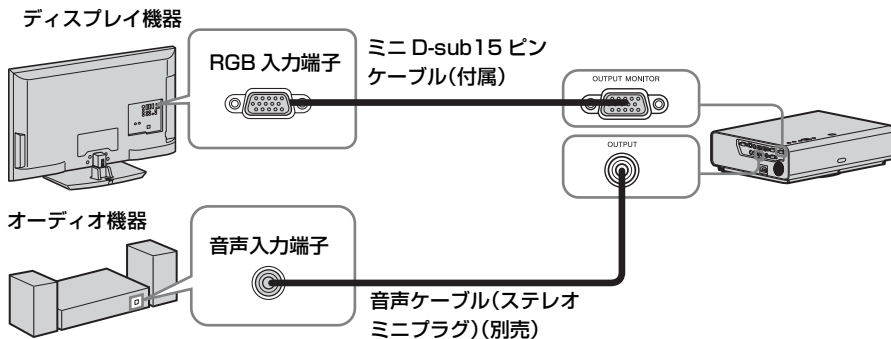 ディスプレイ機器
RGB 入力端子
ミニ D-sub15 ピン
ケーブル(付属)
OUTPUT MONITOR
OUTPUT
オーディオ機器
音声入力端子
音声ケーブル(ステレオ
ミニプラグ)(別売)